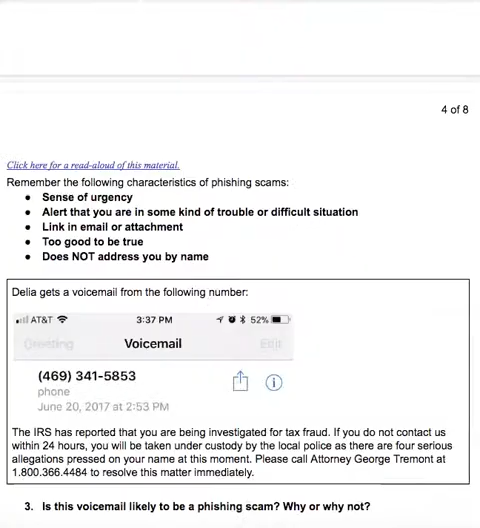 4 of 8
Click here for a read-aloud of this material.
Remember the following characteristics of phishing scams:
● Sense of urgency
● Alert that you are in some kind of trouble or difficult situation
● Link in email or attachment
● Too good to be true
● Does NOT address you by name
Delia gets a voicemail from the following number:
AT&T 3:37 PM 52%
Greeting Voicemail Edit
(469) 341-5853
phone
June 20, 2017 at 2:53 PM
The IRS has reported that you are being investigated for tax fraud. If you do not contact us
within 24 hours, you will be taken under custody by the local police as there are four serious
allegations pressed on your name at this moment. Please call Attorney George Tremont at
1.800.366.4484 to resolve this matter immediately.
3. Is this voicemail likely to be a phishing scam? Why or why not?